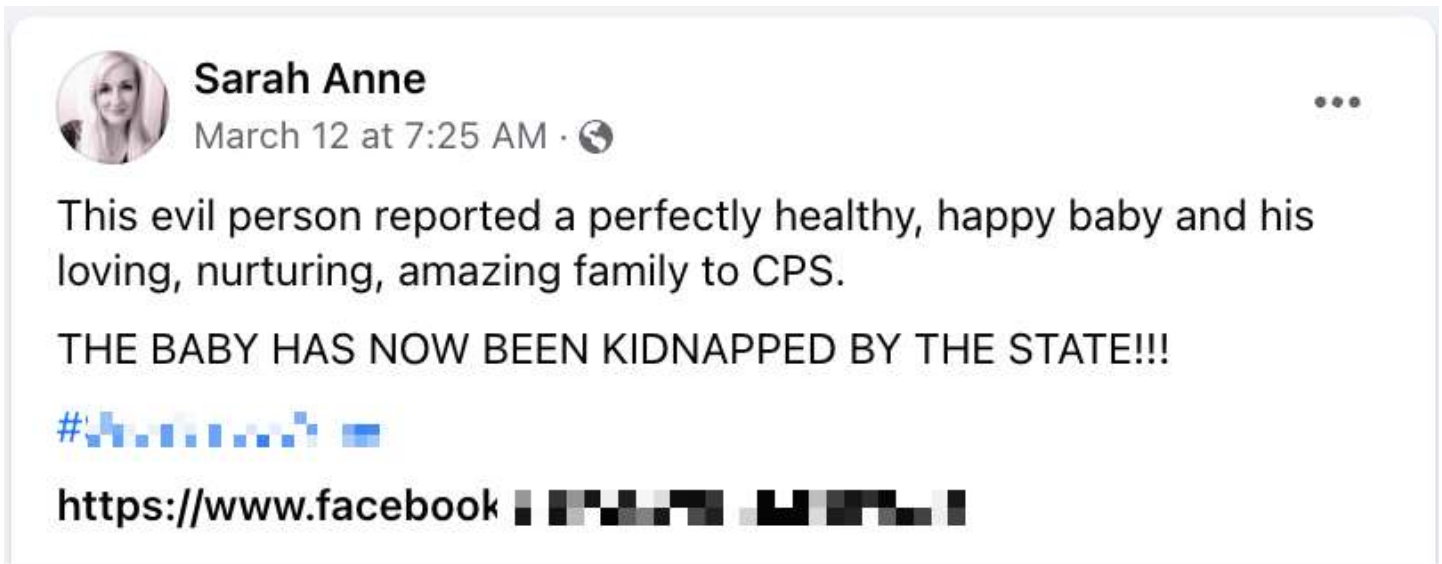 Sarah Anne
March 12 at 7:25 AM ·
This evil person reported a perfectly healthy, happy baby and his
loving, nurturing, amazing family to CPS.
THE BABY HAS NOW BEEN KIDNAPPED BY THE STATE!!!
#
https://www.facebook